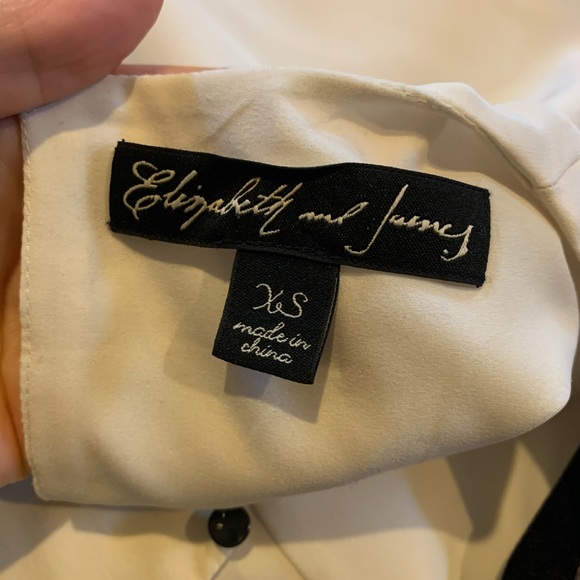 Elizabeth and James
XS
made in
china